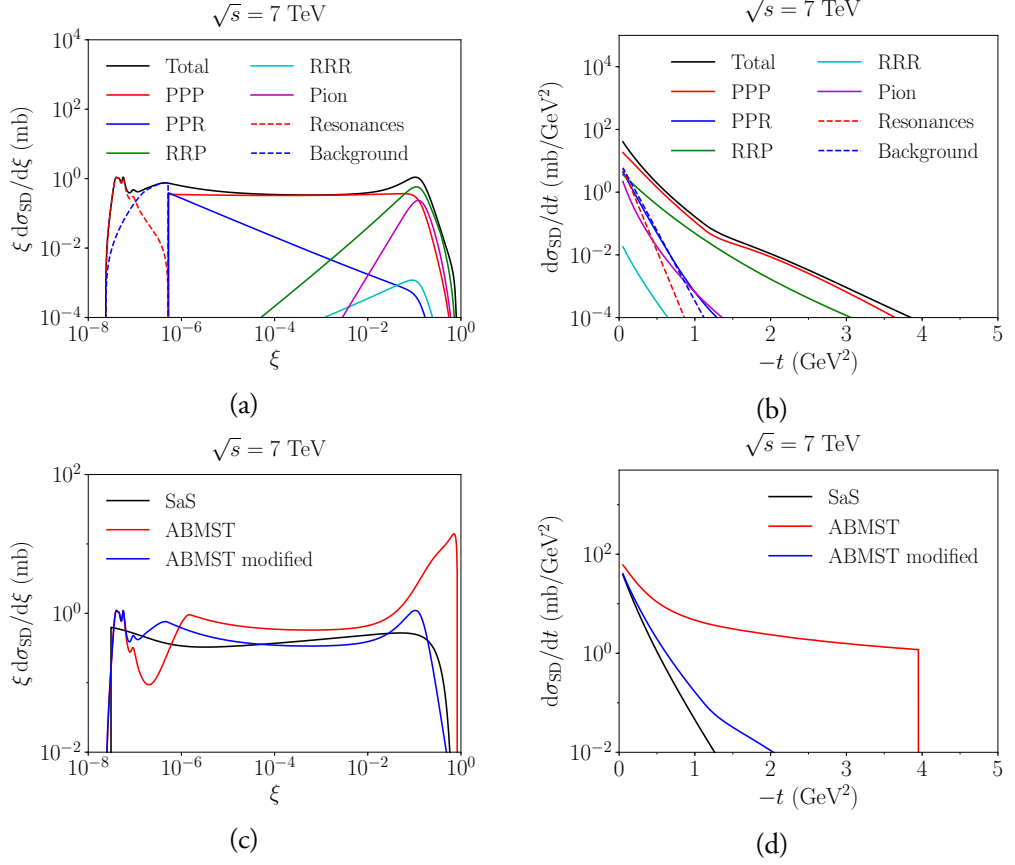 √s = 7 TeV
ξ dσSD/dξ (mb)
10^4
10^2
10^0
10^−2
10^−4
Total
PPP
PPR
RRP
RRR
Pion
Resonances
Background
10^−8
10^−6
10^−4
10^−2
10^0
ξ
(a)
√s = 7 TeV
dσSD/dt (mb/GeV^2)
10^4
10^2
10^0
10^−2
10^−4
Total
PPP
PPR
RRP
RRR
Pion
Resonances
Background
0 1 2 3 4 5
−t (GeV^2)
(b)
√s = 7 TeV
ξ dσSD/dξ (mb)
10^2
10^0
10^−2
SaS
ABMST
ABMST modified
10^−8
10^−6
10^−4
10^−2
10^0
ξ
(c)
√s = 7 TeV
dσSD/dt (mb/GeV^2)
10^2
10^0
10^−2
SaS
ABMST
ABMST modified
0 1 2 3 4 5
−t (GeV^2)
(d)